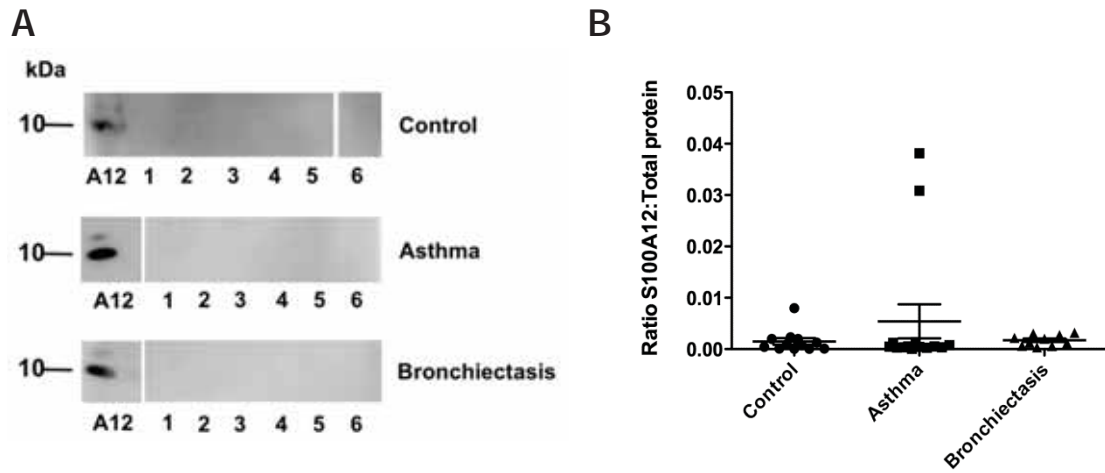 A
kDa
10
Control
A12 1 2 3 4 5 6
10
Asthma
A12 1 2 3 4 5 6
10
Bronchiectasis
A12 1 2 3 4 5 6
B
Ratio S100A12:Total protein
0.05
0.04
0.03
0.02
0.01
0.00
Control
Asthma
Bronchiectasis